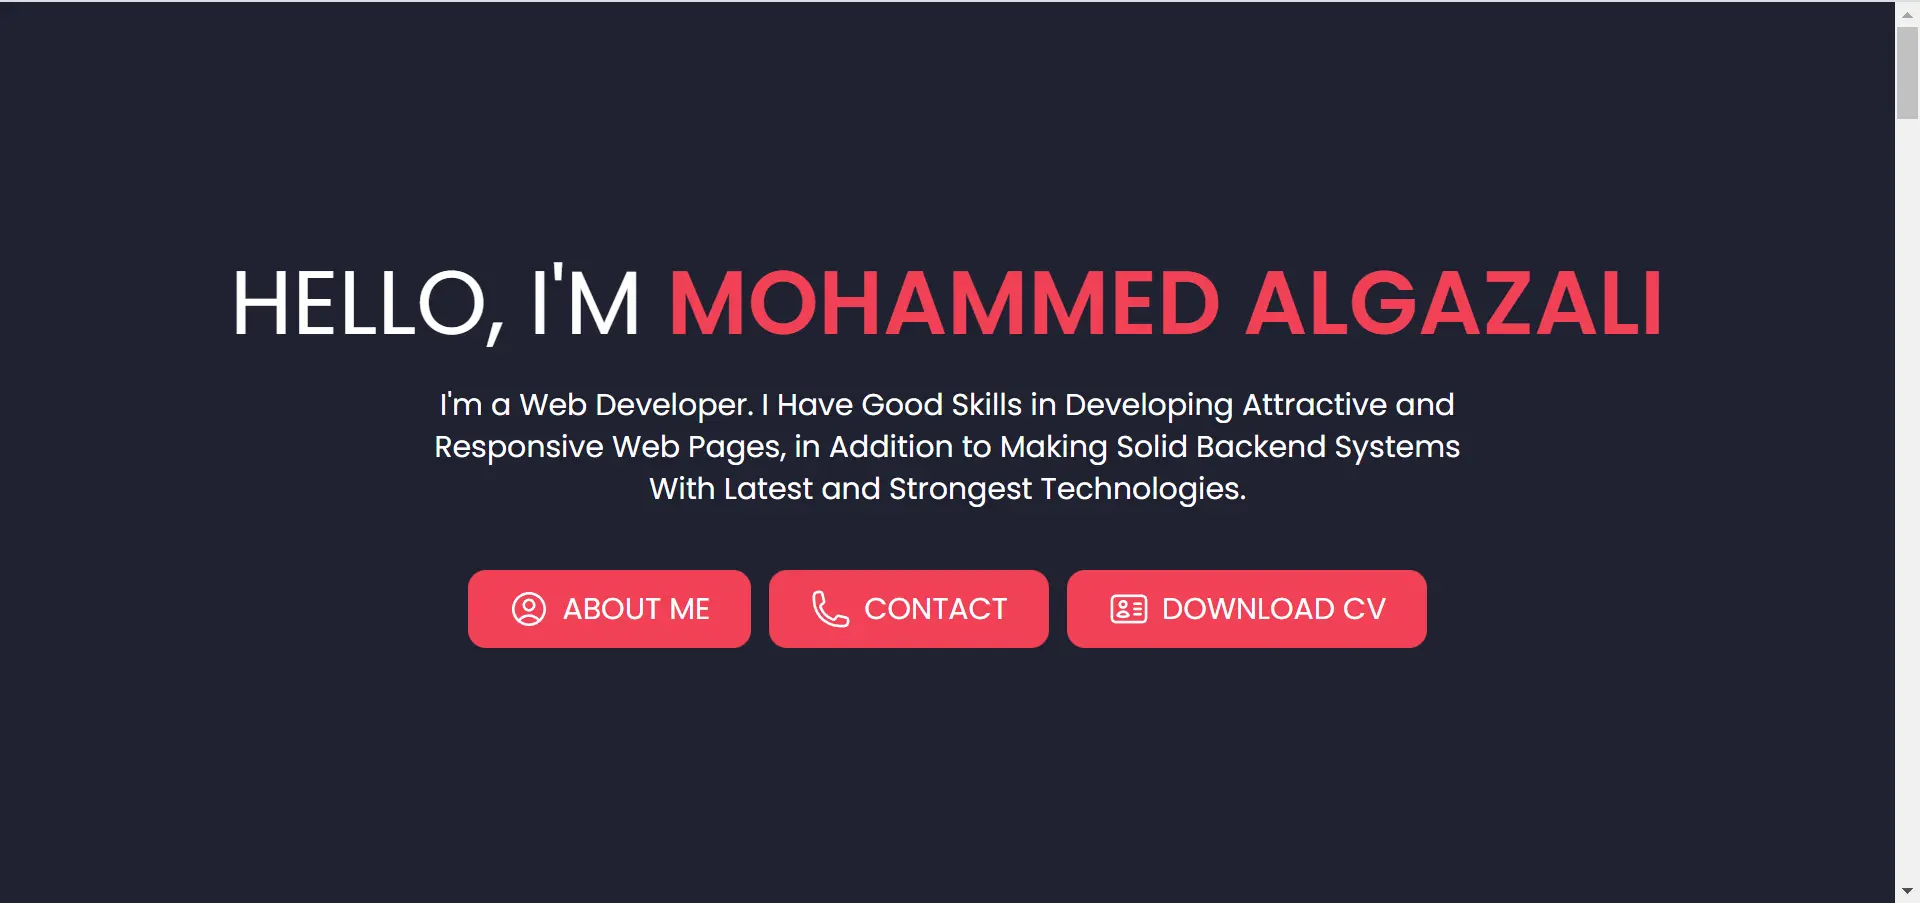 HELLO, I'M MOHAMMED ALGAZALI
I'm a Web Developer. I Have Good Skills in Developing Attractive and
Responsive Web Pages, in Addition to Making Solid Backend Systems
With Latest and Strongest Technologies.
ABOUT ME CONTACT DOWNLOAD CV